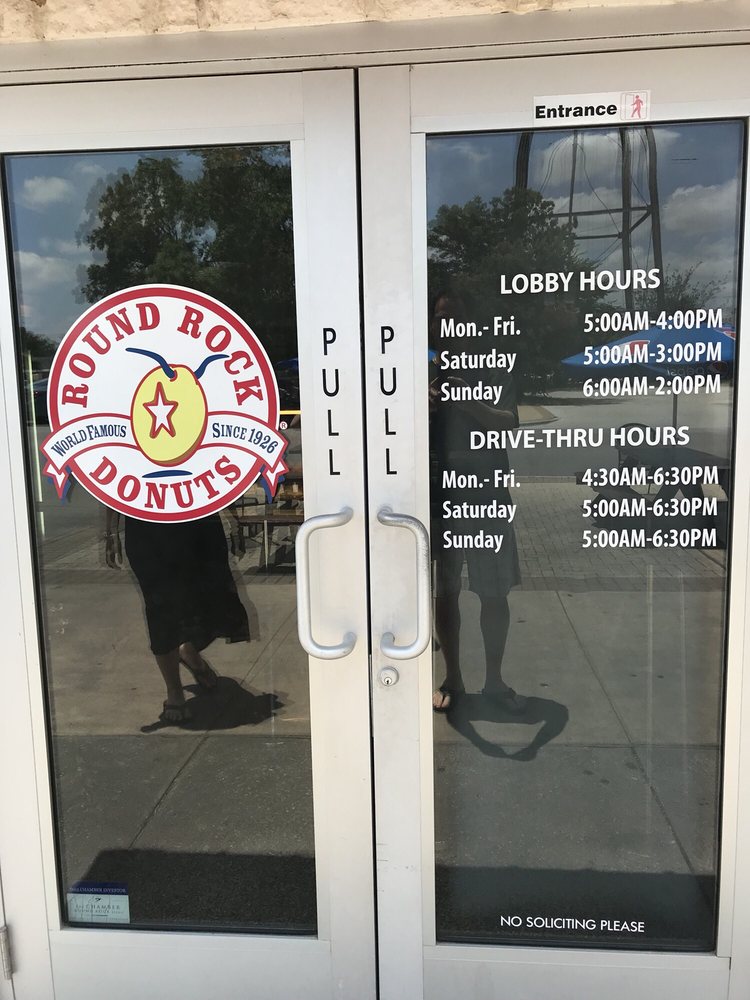 Entrance
ROUND ROCK
WORLD FAMOUS
SINCE 1926
DONUTS
®
PULL
PULL
LOBBY HOURS
Mon.- Fri. 5:00AM-4:00PM
Saturday 5:00AM-3:00PM
Sunday 6:00AM-2:00PM
DRIVE-THRU HOURS
Mon.- Fri. 4:30AM-6:30PM
Saturday 5:00AM-6:30PM
Sunday 5:00AM-6:30PM
CHAMBER
NO SOLICITING PLEASE